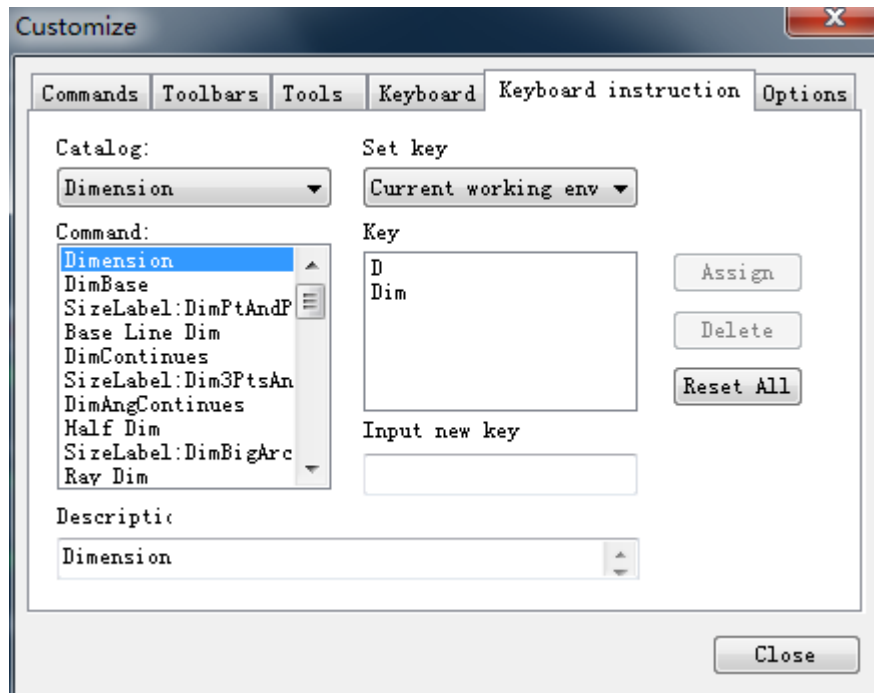 Customize
Commands Toolbars Tools Keyboard Keyboard instruction Options
Catalog:
Dimension
Set key
Current working env
Command:
Dimension
DimBase
SizeLabel:DimPtAndP
Base Line Dim
DimContinues
SizeLabel:Dim3PtsAn
DimAngContinues
Half Dim
SizeLabel:DimBigArc
Ray Dim
Key
D
Dim
Input new key
Assign
Delete
Reset All
Descriptic
Dimension
Close